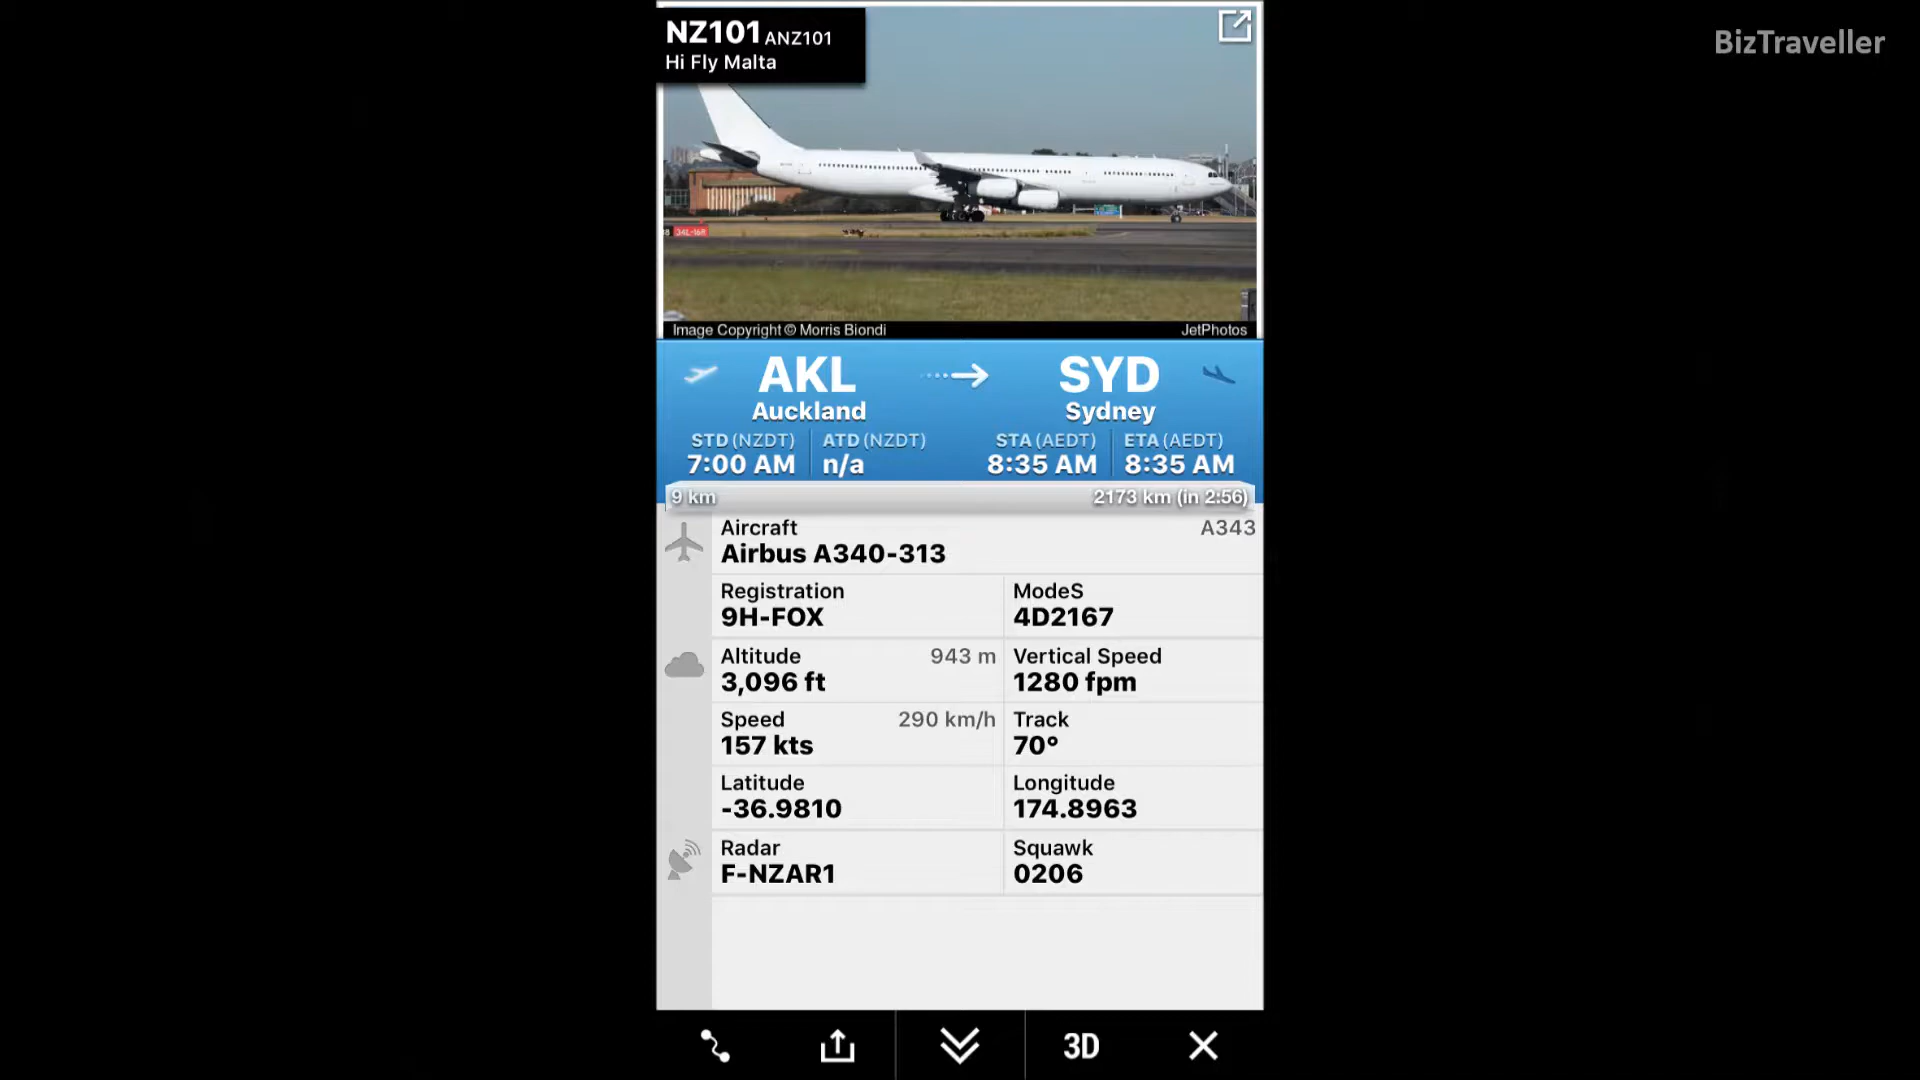 BizTraveller
NZ101 ANZ101
Hi Fly Malta
34L-16R
Image Copyright © Morris Biondi JetPhotos
AKL SYD
Auckland Sydney
STD (NZDT) ATD (NZDT) STA (AEDT) ETA (AEDT)
7:00 AM n/a 8:35 AM 8:35 AM
9 km 2173 km (in 2:56)
Aircraft A343
Airbus A340-313
Registration ModeS
9H-FOX 4D2167
Altitude 943 m Vertical Speed
3,096 ft 1280 fpm
Speed 290 km/h Track
157 kts 70°
Latitude Longitude
-36.9810 174.8963
Radar Squawk
F-NZAR1 0206
3D